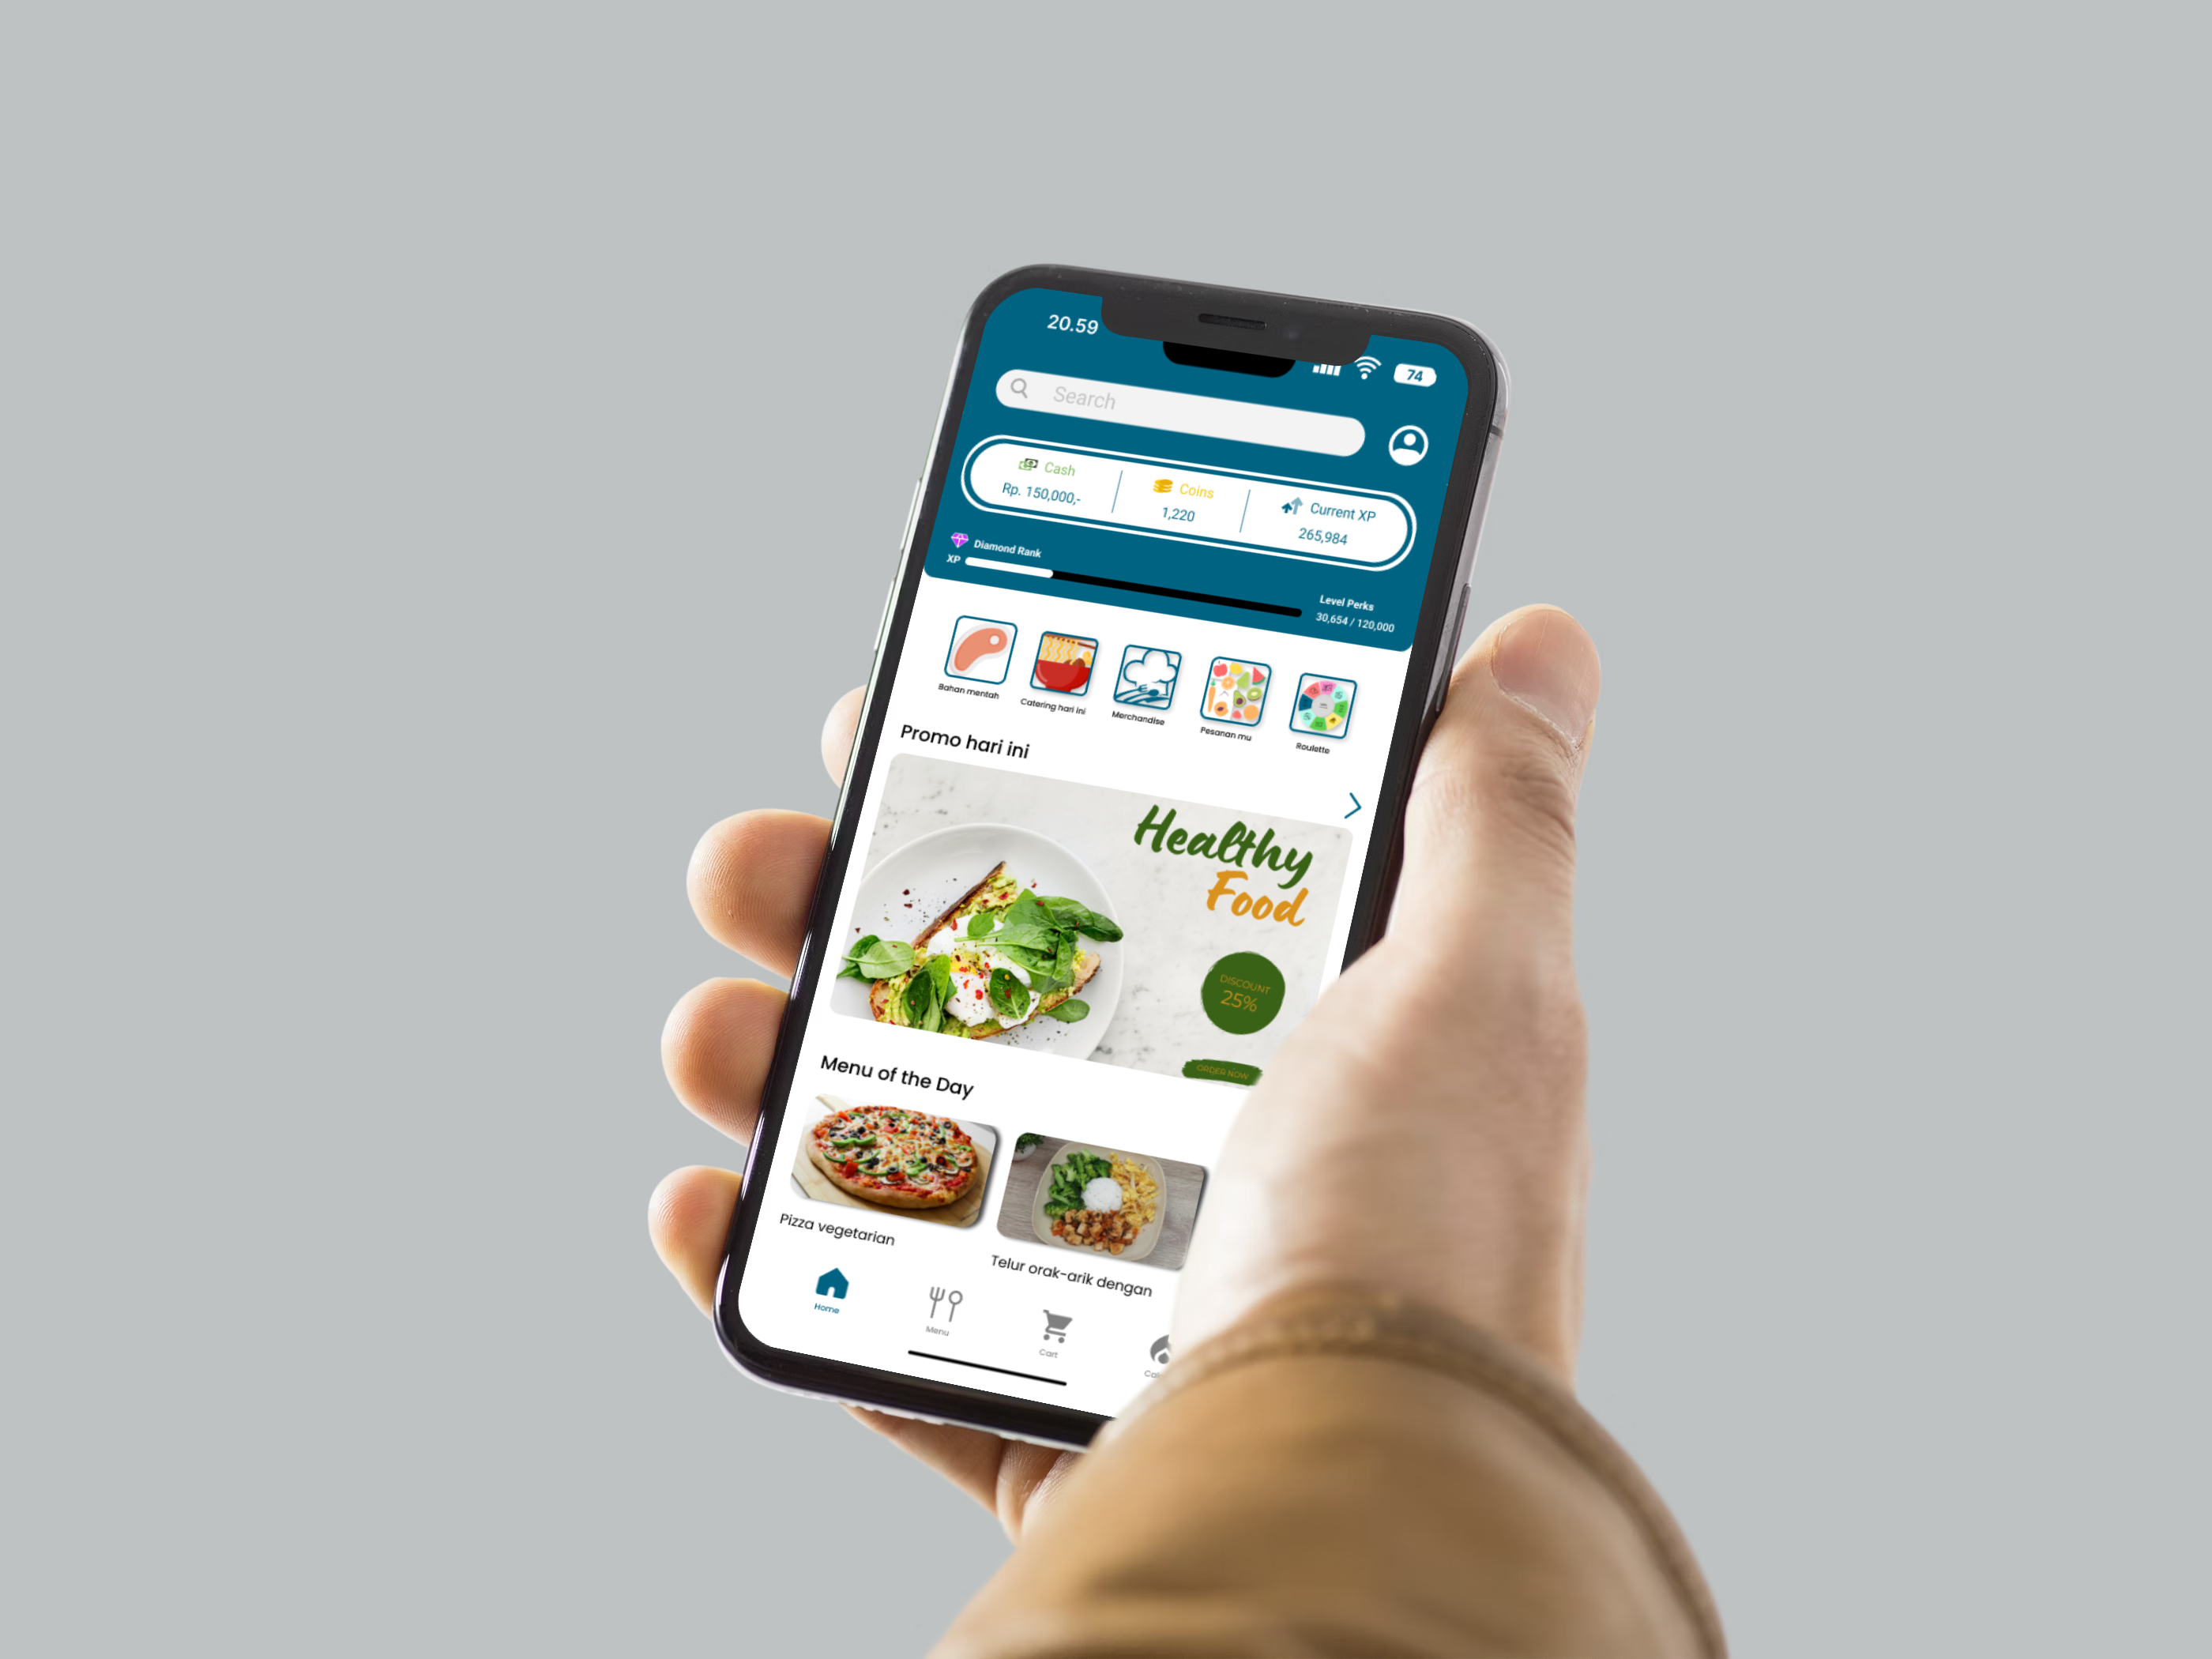 20.59
74
Search
Cash
Rp. 150,000,-
Coins
1,220
Current XP
265,984
Diamond Rank
XP
Level Perks
30,654 / 120,000
Bahan mentah
Catering hari ini
Merchandise
Pesanan mu
Roulette
Promo hari ini
Healthy
Food
DISCOUNT
25%
ORDER NOW
Menu of the Day
Pizza vegetarian
Telur orak-arik dengan
Home
Menu
Cart